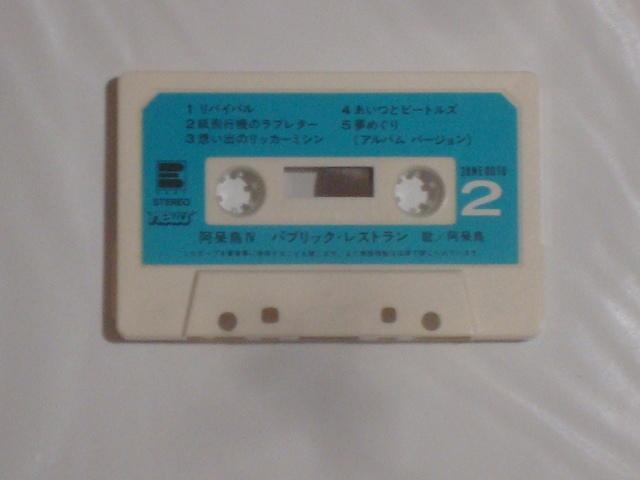 1 リバイバル
2 紙飛行機のラブレター
3 想い出のリッカーミシン
4 あいつとビートルズ
5 夢めぐり
(アルバム バージョン)
STEREO
2
阿呆鳥Ⅳ パブリック・レストラン 歌/阿呆鳥